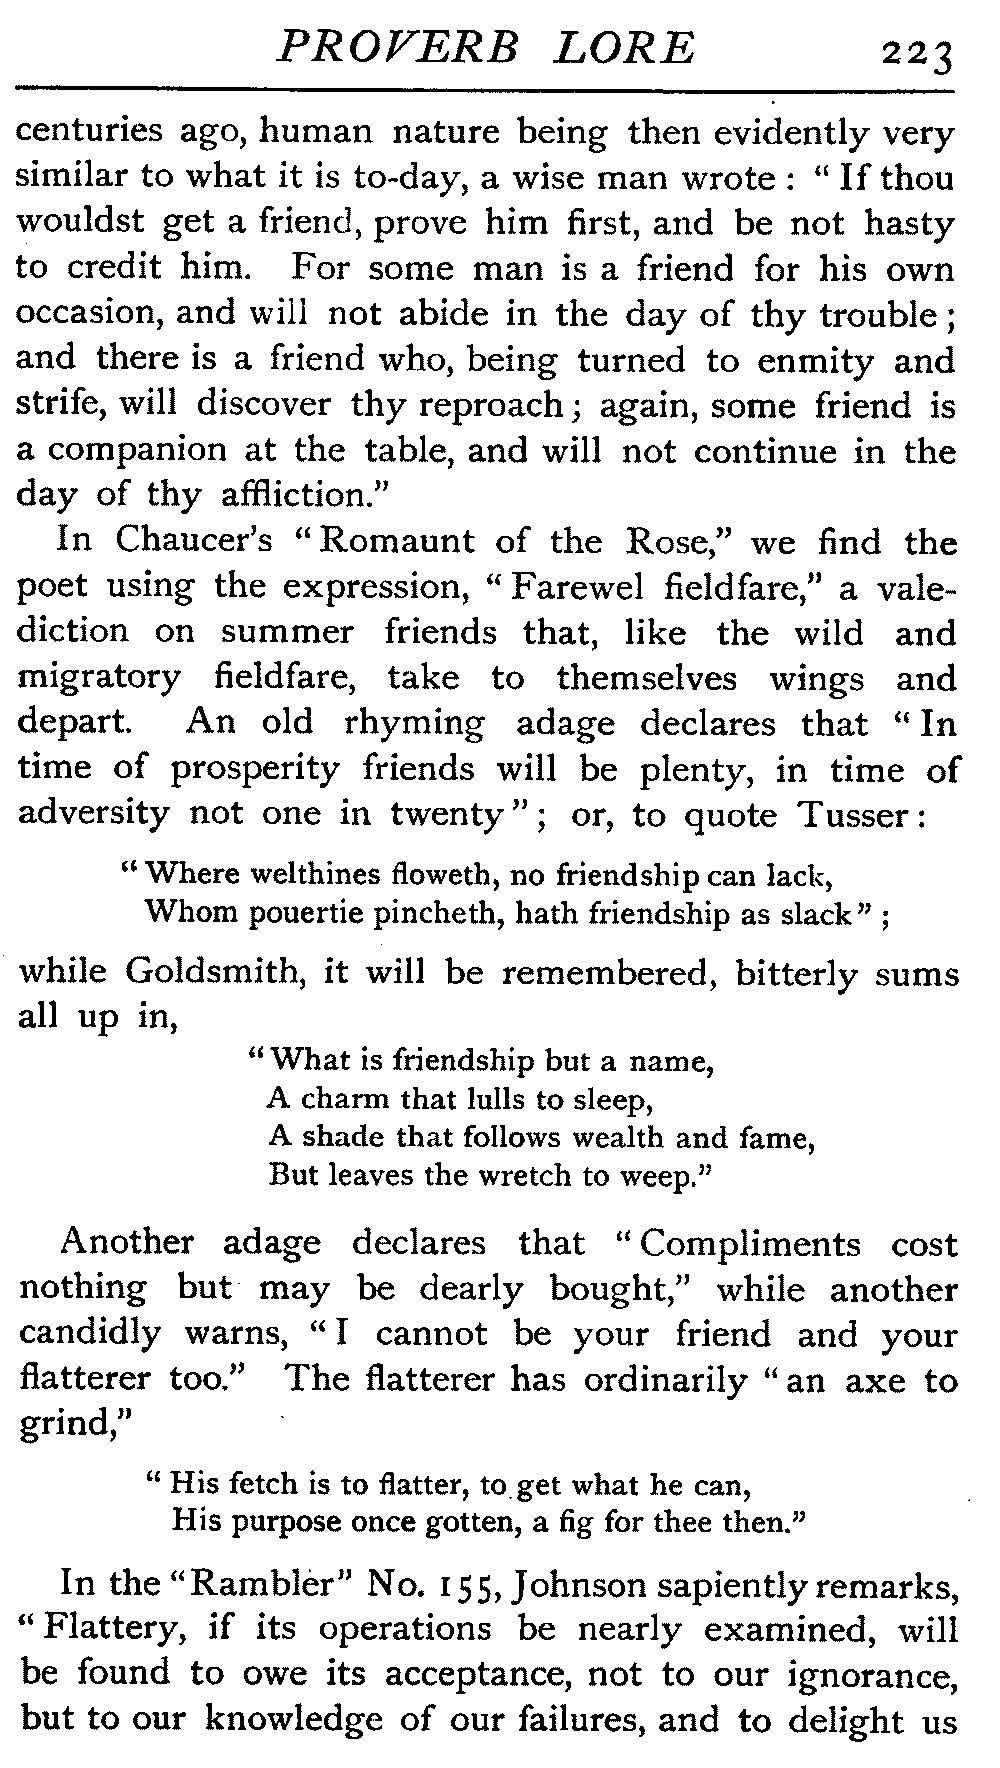 PROVERB LORE 223
centuries ago, human nature being then evidently very
similar to what it is to-day, a wise man wrote : “ If thou
wouldst get a friend, prove him first, and be not hasty
to credit him. For some man is a friend for his own
occasion, and will not abide in the day of thy trouble ;
and there is a friend who, being turned to enmity and
strife, will discover thy reproach ; again, some friend is
a companion at the table, and will not continue in the
day of thy affliction.”
In Chaucer’s “ Romaunt of the Rose,” we find the
poet using the expression, “ Farewel fieldfare,” a vale-
diction on summer friends that, like the wild and
migratory fieldfare, take to themselves wings and
depart. An old rhyming adage declares that “ In
time of prosperity friends will be plenty, in time of
adversity not one in twenty ” ; or, to quote Tusser :
“ Where welthines floweth, no friendship can lack,
Whom pouertie pincheth, hath friendship as slack ” ;
while Goldsmith, it will be remembered, bitterly sums
all up in,
“ What is friendship but a name,
A charm that lulls to sleep,
A shade that follows wealth and fame,
But leaves the wretch to weep.”
Another adage declares that “ Compliments cost
nothing but may be dearly bought,” while another
candidly warns, “ I cannot be your friend and your
flatterer too.” The flatterer has ordinarily “ an axe to
grind,”
“ His fetch is to flatter, to get what he can,
His purpose once gotten, a fig for thee then.”
In the “ Rambler” No. 155, Johnson sapiently remarks,
“ Flattery, if its operations be nearly examined, will
be found to owe its acceptance, not to our ignorance,
but to our knowledge of our failures, and to delight us